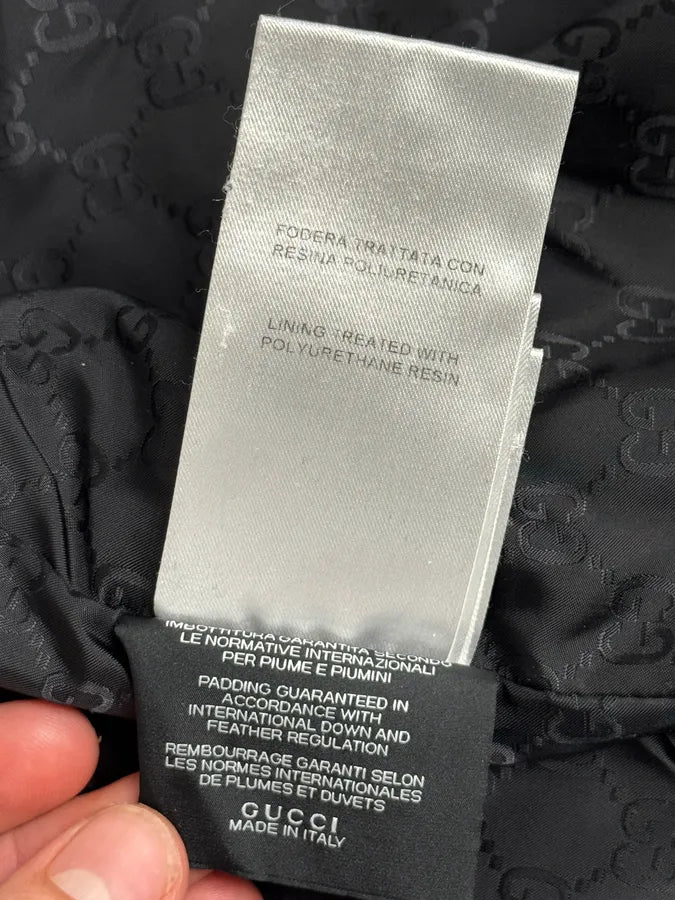 FODERA TRATTATA CON
RESINA POLIURETANICA
LINING TREATED WITH
POLYURETHANE RESIN
IMBOTTITURA GARANTITA SECONDO
LE NORMATIVE INTERNAZIONALI
PER PIUME E PIUMINI
PADDING GUARANTEED IN
ACCORDANCE WITH
INTERNATIONAL DOWN AND
FEATHER REGULATION
REMBOURRAGE GARANTI SELON
LES NORMES INTERNATIONALES
DE PLUMES ET DUVETS
GUCCI
MADE IN ITALY